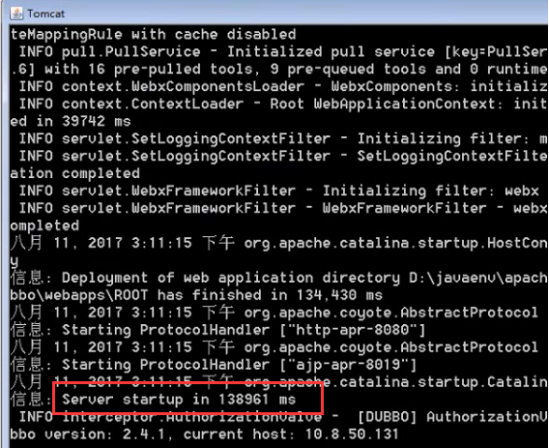 Tomcat
teMappingRule with cache disabled
INFO pull.PullService - Initialized pull service [key=PullSer
.6] with 16 pre-pulled tools, 9 pre-queued tools and 0 runtime
INFO context.WebxComponentsLoader - WebxComponents: initializ
INFO context.ContextLoader - Root WebApplicationContext: init
ed in 39742 ms
INFO servlet.SetLoggingContextFilter - Initializing filter: m
INFO servlet.SetLoggingContextFilter - SetLoggingContextFilte
ation completed
INFO servlet.WebxFrameworkFilter - Initializing filter: webx
INFO servlet.WebxFrameworkFilter - WebxFrameworkFilter - webx
ompleted
八月 11, 2017 3:11:15 下午 org.apache.catalina.startup.HostCon
y
信息: Deployment of web application directory D:\javaenv\apach
bbo\webapps\ROOT has finished in 134,430 ms
八月 11, 2017 3:11:15 下午 org.apache.coyote.AbstractProtocol
信息: Starting ProtocolHandler ["http-apr-8080"]
八月 11, 2017 3:11:15 下午 org.apache.coyote.AbstractProtocol
信息: Starting ProtocolHandler ["ajp-apr-8019"]
八月 11, 2017 3:11:15 下午 org.apache.catalina.startup.Catalin
信息: Server startup in 138961 ms
INFO interceptor.AuthorizationValve - [DUBBO] AuthorizationV
bbo version: 2.4.1, current host: 10.8.50.131